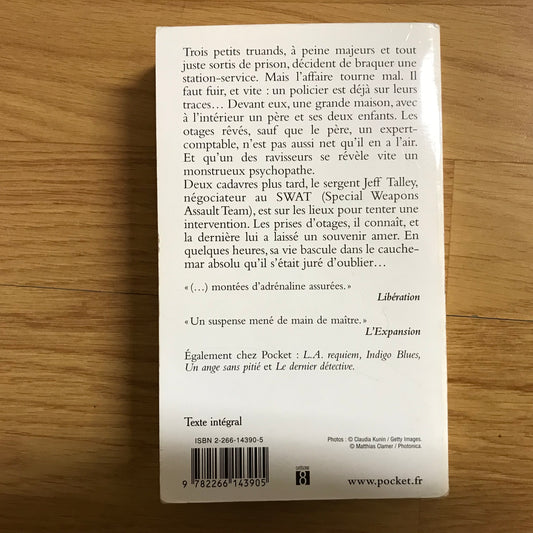 Trois petits truands, à peine majeurs et tout
juste sortis de prison, décident de braquer une
station-service. Mais l'affaire tourne mal. Il
faut fuir, et vite : un policier est déjà sur leurs
traces... Devant eux, une grande maison, avec
à l'intérieur un père et ses deux enfants. Les
otages rêvés, sauf que le père, un expert-
comptable, n'est pas aussi net qu'il en a l'air.
Et qu'un des ravisseurs se révèle vite un
monstrueux psychopathe.
Deux cadavres plus tard, le sergent Jeff Talley,
négociateur au SWAT (Special Weapons
Assault Team), est sur les lieux pour tenter une
intervention. Les prises d'otages, il connaît, et
la dernière lui a laissé un souvenir amer. En
quelques heures, sa vie bascule dans le cauche-
mar absolu qu'il s'était juré d'oublier...
« (...) montées d'adrénaline assurées. »
Libération
« Un suspense mené de main de maître. »
L'Expansion
Également chez Pocket : L.A. requiem, Indigo Blues,
Un ange sans pitié et Le dernier détective.
Texte intégral
ISBN 2-266-14390-5
Photos : © Claudia Kunin / Getty Images.
© Matthias Clamer / Photonica.
9 782266 143905
CATÉGORIE
8
www.pocket.fr